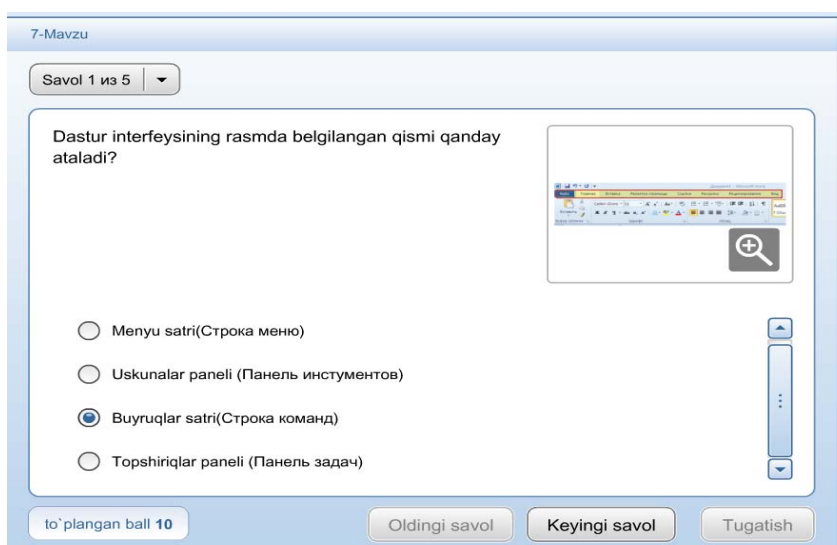 7-Mavzu
Savol 1 из 5
Dastur interfeysining rasmda belgilangan qismi qanday
ataladi?
Menyu satri(Строка меню)
Uskunalar paneli (Панель инстументов)
Buyruqlar satri(Строка команд)
Topshiriqlar paneli (Панель задач)
to`plangan ball 10
Oldingi savol
Keyingi savol
Tugatish